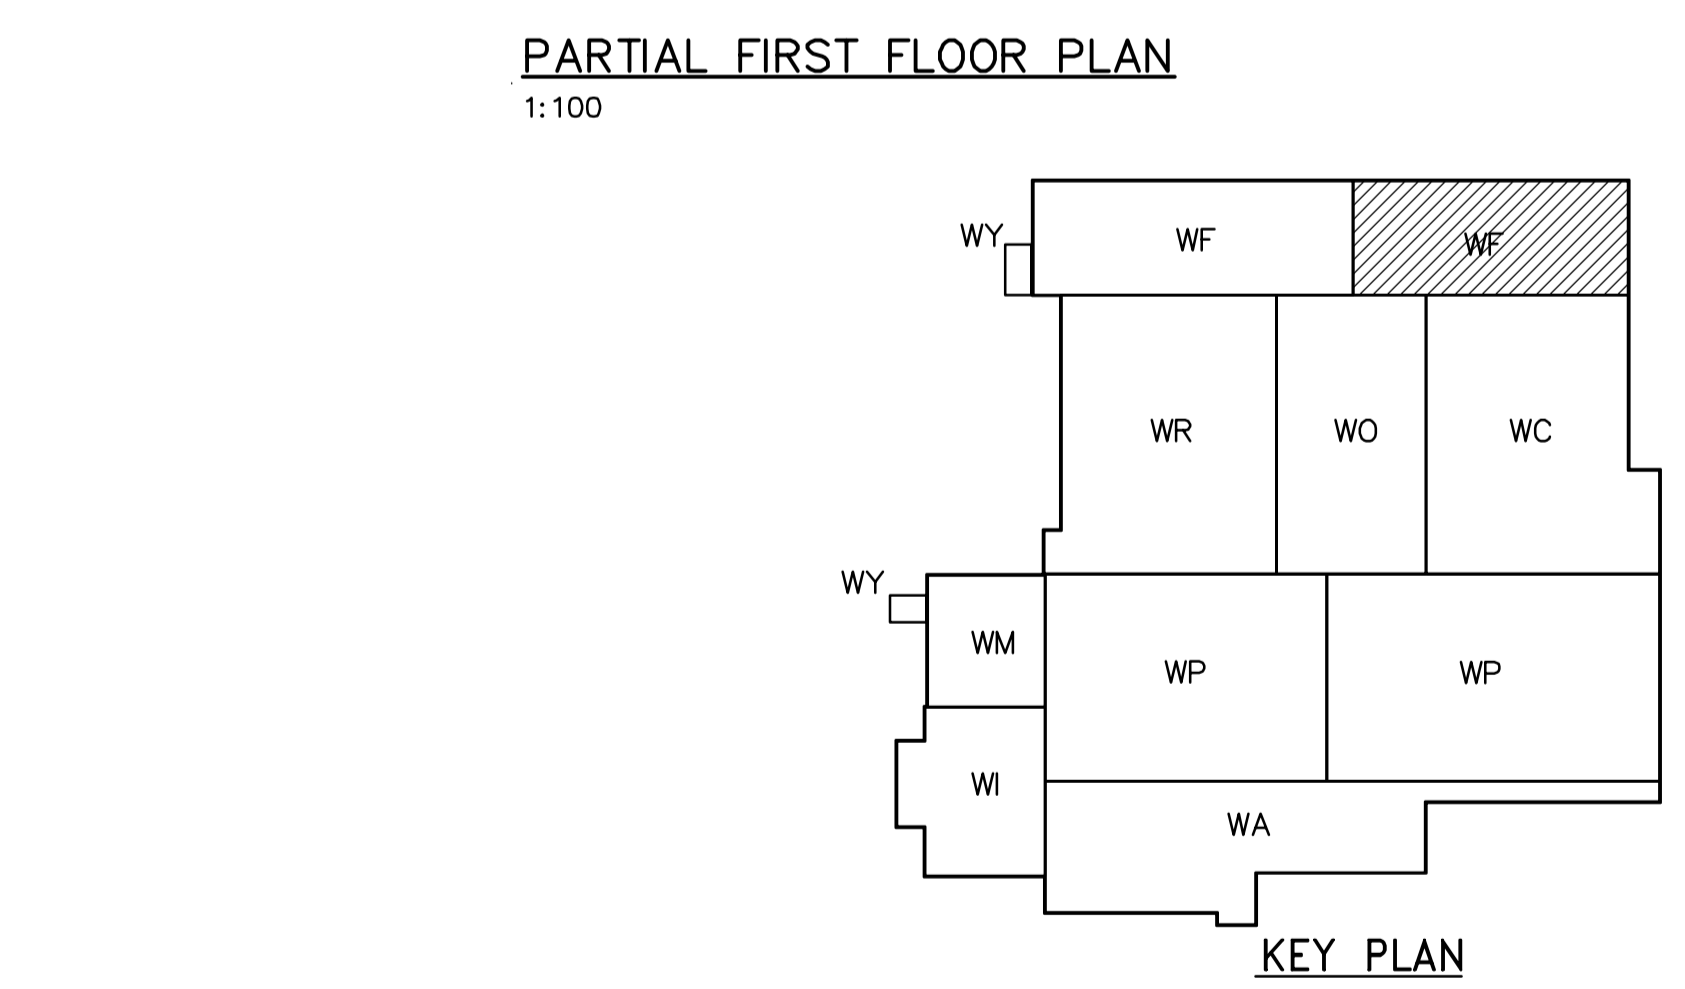 PARTIAL FIRST FLOOR PLAN
1:100
WY
WF
WF
WR
WO
WC
WY
WM
WP
WP
WI
WA
KEY PLAN